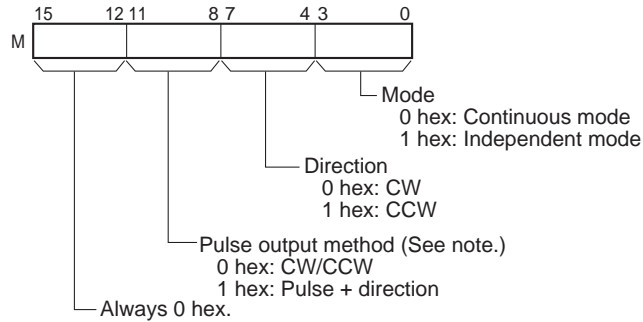 15 12 11 8 7 4 3 0
M
Mode
0 hex: Continuous mode
1 hex: Independent mode
Direction
0 hex: CW
1 hex: CCW
Pulse output method (See note.)
0 hex: CW/CCW
1 hex: Pulse + direction
Always 0 hex.